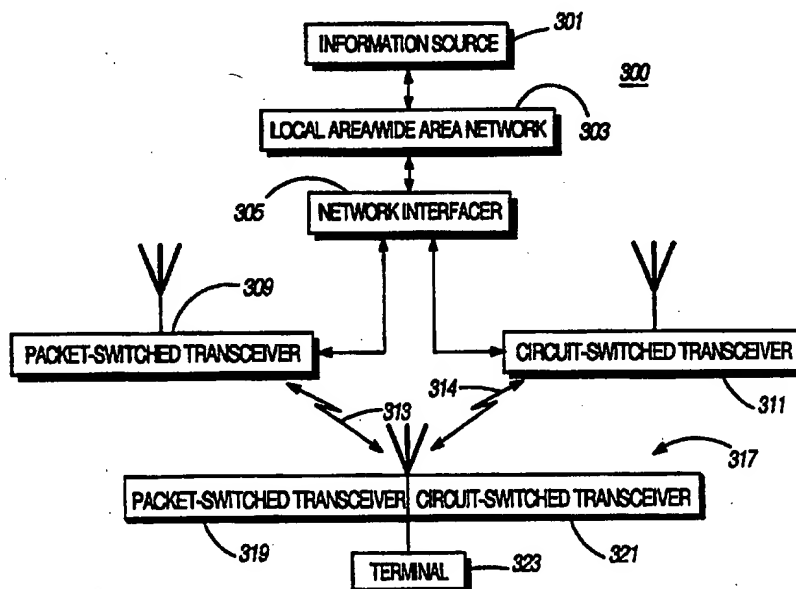 INFORMATION SOURCE
301
300
LOCAL AREA/WIDE AREA NETWORK
303
305
NETWORK INTERFACER
309
PACKET-SWITCHED TRANSCEIVER
CIRCUIT-SWITCHED TRANSCEIVER
314
313
311
317
PACKET-SWITCHED TRANSCEIVER
CIRCUIT-SWITCHED TRANSCEIVER
319
321
TERMINAL
323